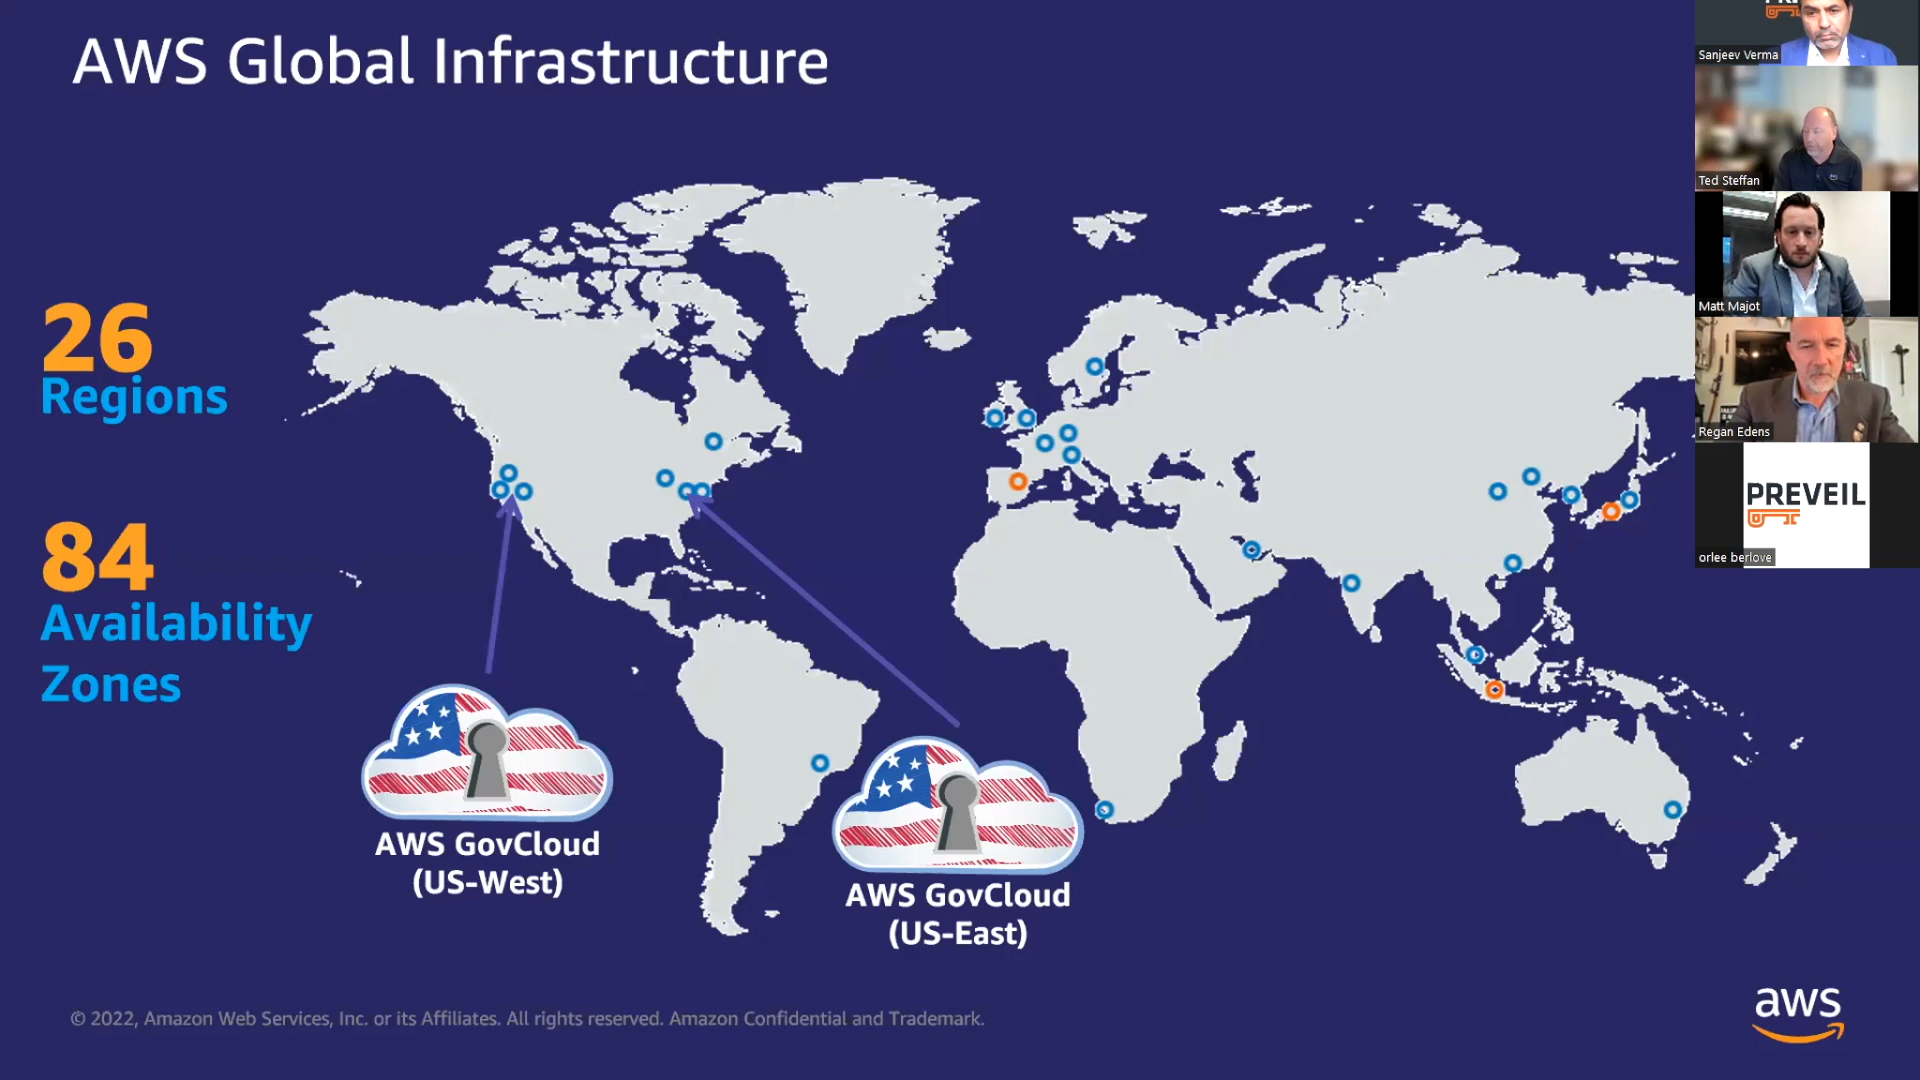 AWS Global Infrastructure
26
Regions
84
Availability
Zones
AWS GovCloud
(US-West)
AWS GovCloud
(US-East)
© 2022, Amazon Web Services, Inc. or its Affiliates. All rights reserved. Amazon Confidential and Trademark.
aws
Sanjeev Verma
Ted Steffan
Matt Majot
Regan Edens
PREVEIL
orlee berlove